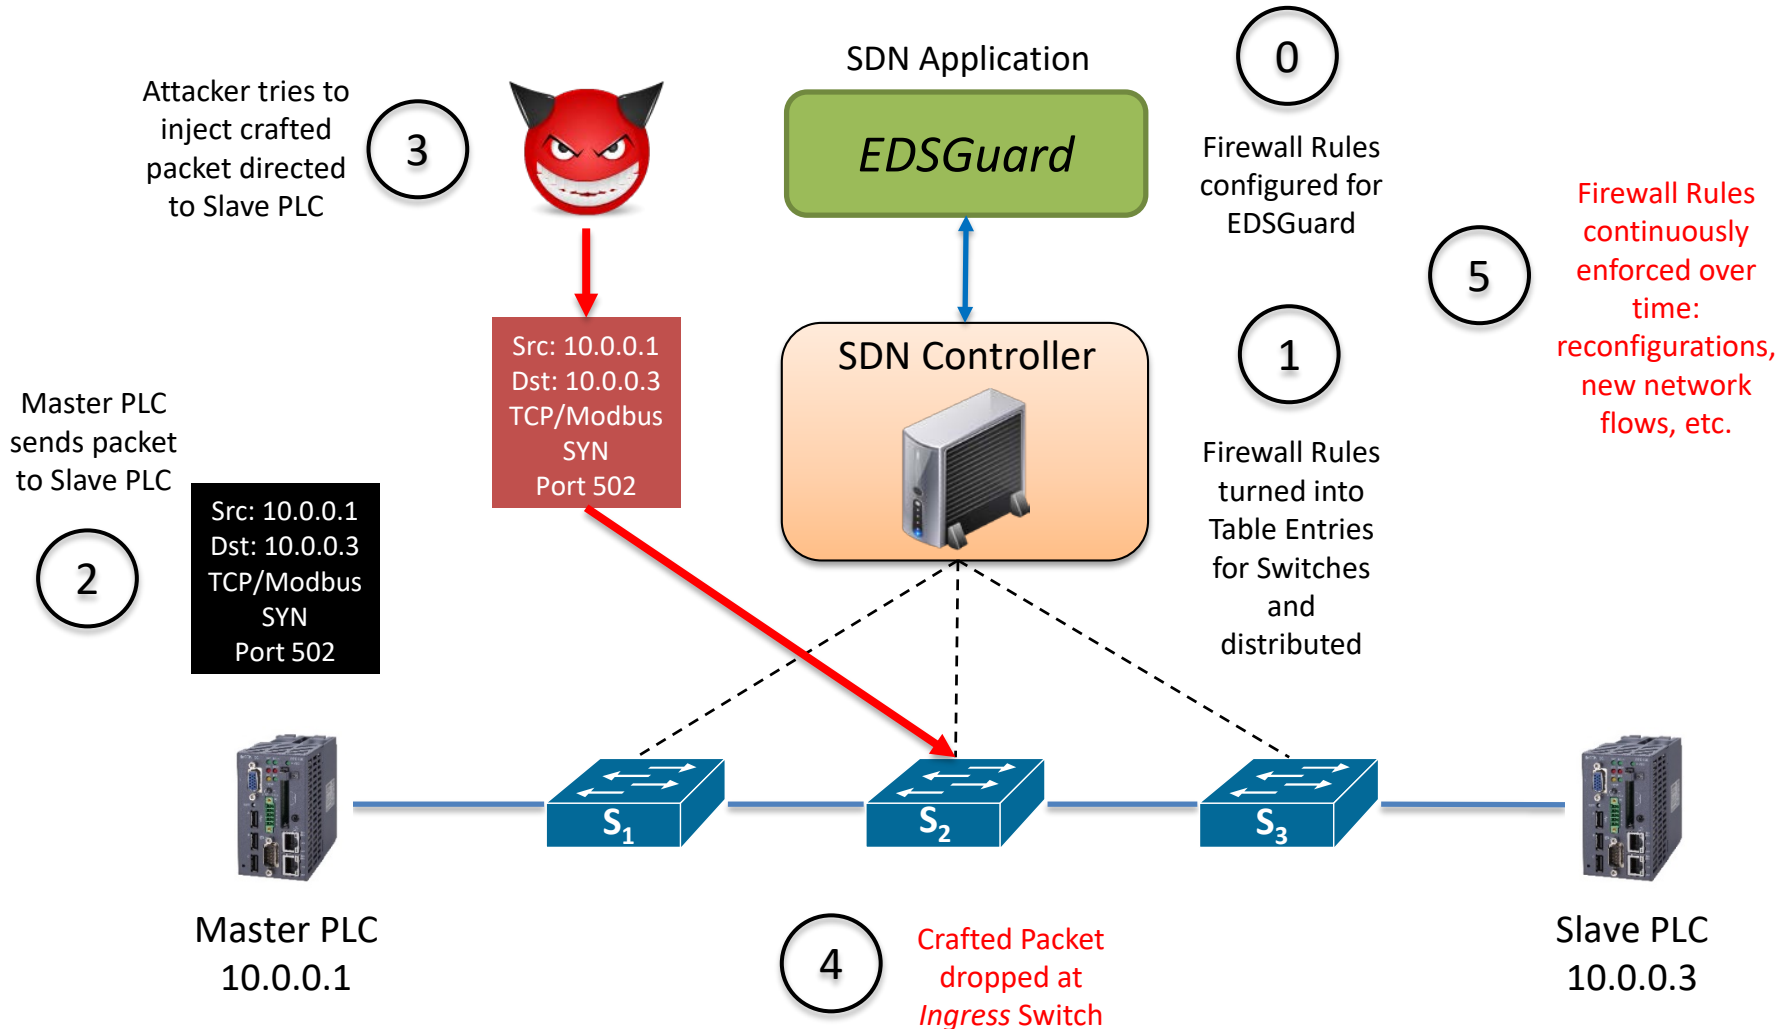 SDN Application
EDSGuard
0
Firewall Rules
configured for
EDSGuard
Attacker tries to
inject crafted
packet directed
to Slave PLC
3
5
Firewall Rules
continuously
enforced over
time:
reconfigurations,
new network
flows, etc.
Src: 10.0.0.1
Dst: 10.0.0.3
TCP/Modbus
SYN
Port 502
SDN Controller
1
Firewall Rules
turned into
Table Entries
for Switches
and
distributed
Master PLC
sends packet
to Slave PLC
2
Src: 10.0.0.1
Dst: 10.0.0.3
TCP/Modbus
SYN
Port 502
S1
S2
S3
Master PLC
10.0.0.1
4
Crafted Packet
dropped at
Ingress Switch
Slave PLC
10.0.0.3